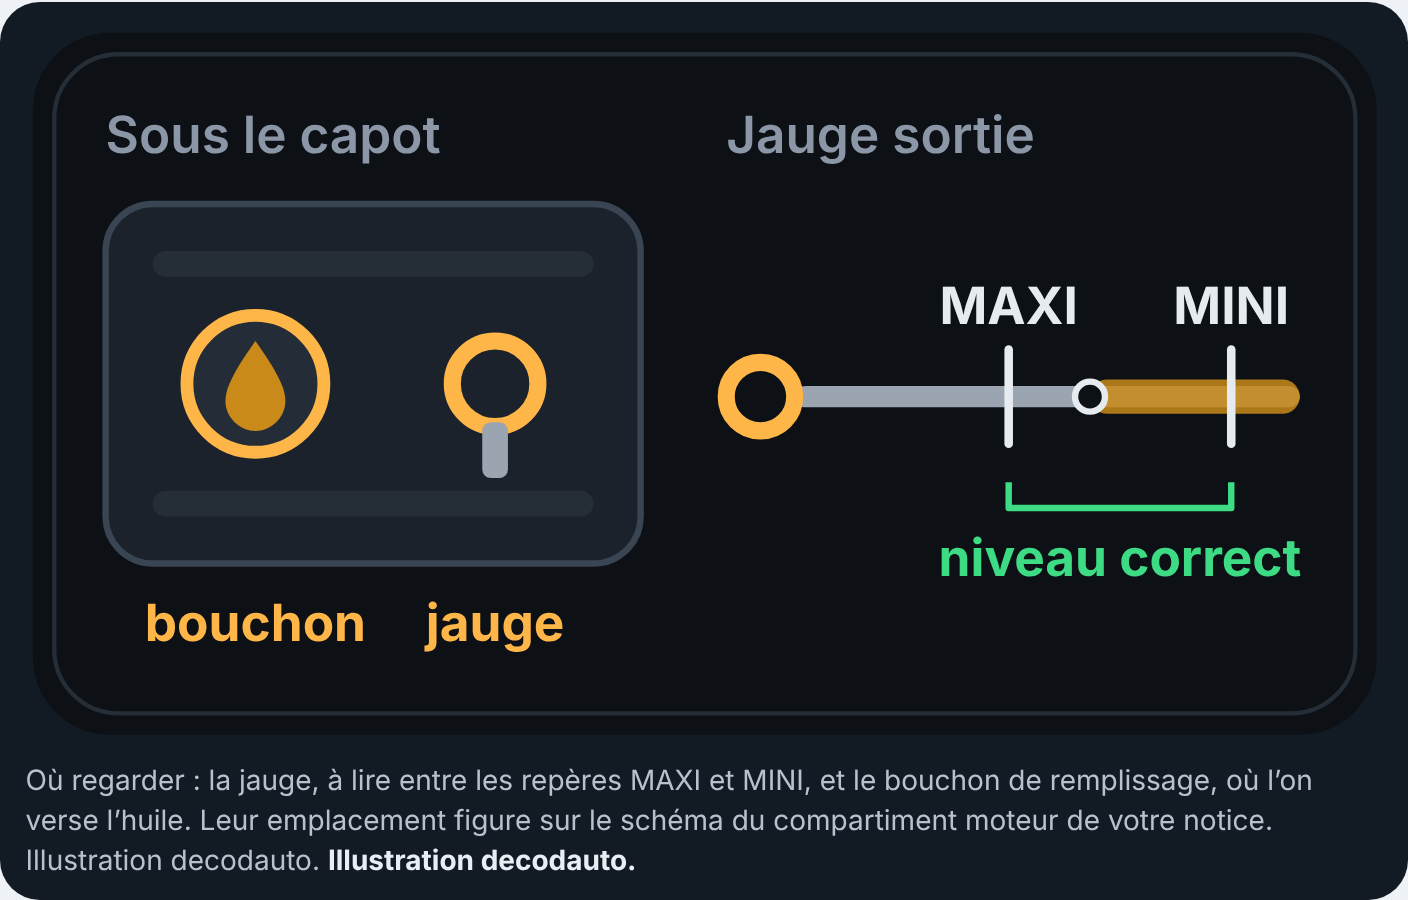 Sous le capot
Jauge sortie
MAXI
MINI
niveau correct
bouchon
jauge
Où regarder : la jauge, à lire entre les repères MAXI et MINI, et le bouchon de remplissage, où l’on
verse l’huile. Leur emplacement figure sur le schéma du compartiment moteur de votre notice.
Illustration decodauto. Illustration decodauto.